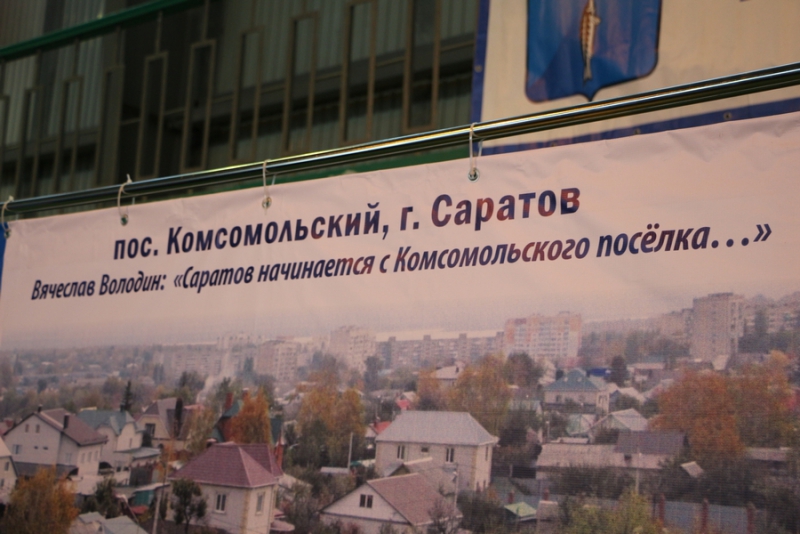 пос. Комсомольский, г. Саратов
Вячеслав Володин: «Саратов начинается с Комсомольского посёлка...»